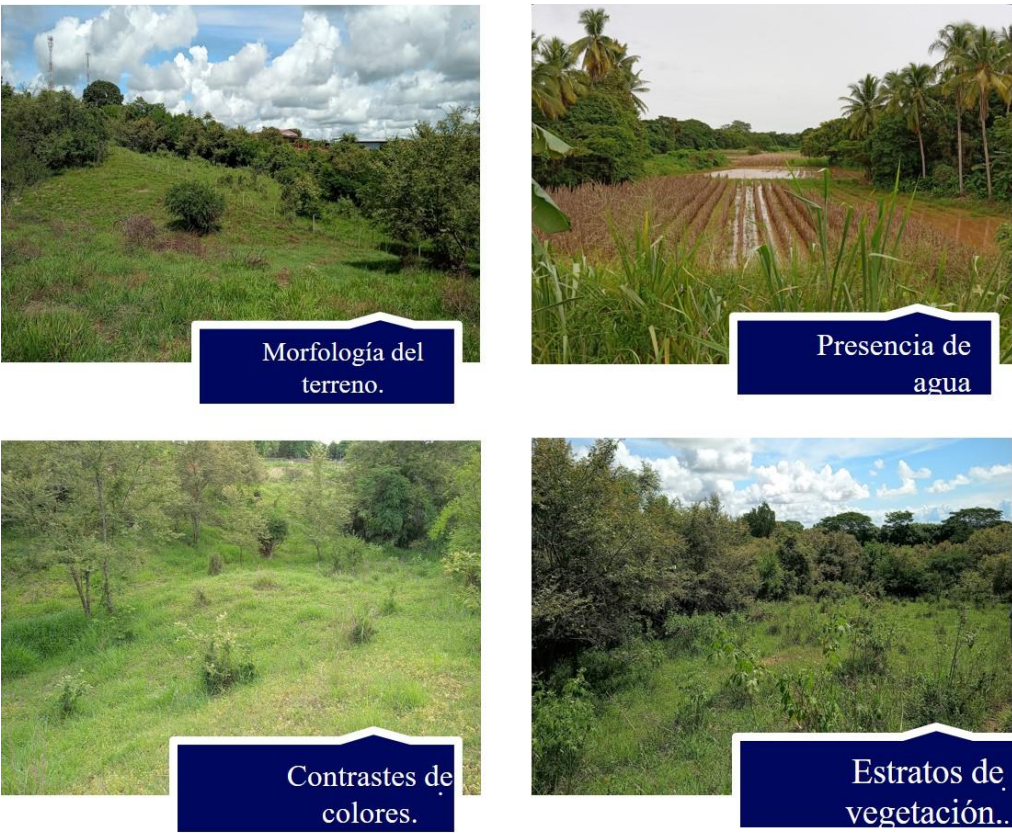 Morfología del
terreno.
Presencia de
agua
Contrastes de
colores.
Estratos de
vegetación..